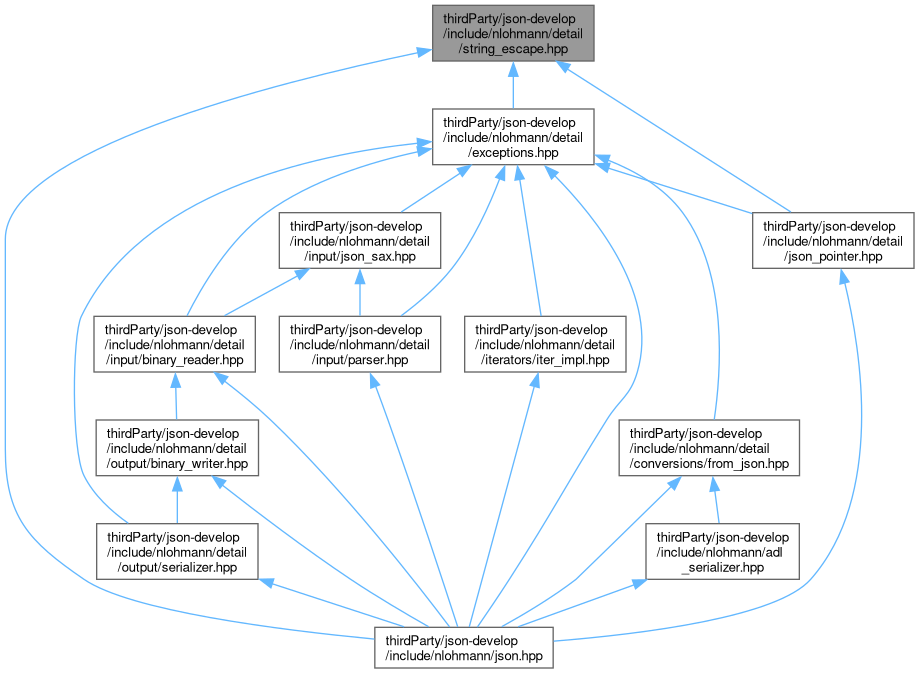 thirdParty/json-develop
/include/nlohmann/detail
/string_escape.hpp
thirdParty/json-develop
/include/nlohmann/detail
/exceptions.hpp
thirdParty/json-develop
/include/nlohmann/detail
/input/json_sax.hpp
thirdParty/json-develop
/include/nlohmann/detail
/json_pointer.hpp
thirdParty/json-develop
/include/nlohmann/detail
/input/binary_reader.hpp
thirdParty/json-develop
/include/nlohmann/detail
/input/parser.hpp
thirdParty/json-develop
/include/nlohmann/detail
/iterators/iter_impl.hpp
thirdParty/json-develop
/include/nlohmann/detail
/output/binary_writer.hpp
thirdParty/json-develop
/include/nlohmann/detail
/conversions/from_json.hpp
thirdParty/json-develop
/include/nlohmann/detail
/output/serializer.hpp
thirdParty/json-develop
/include/nlohmann/adl
_serializer.hpp
thirdParty/json-develop
/include/nlohmann/json.hpp